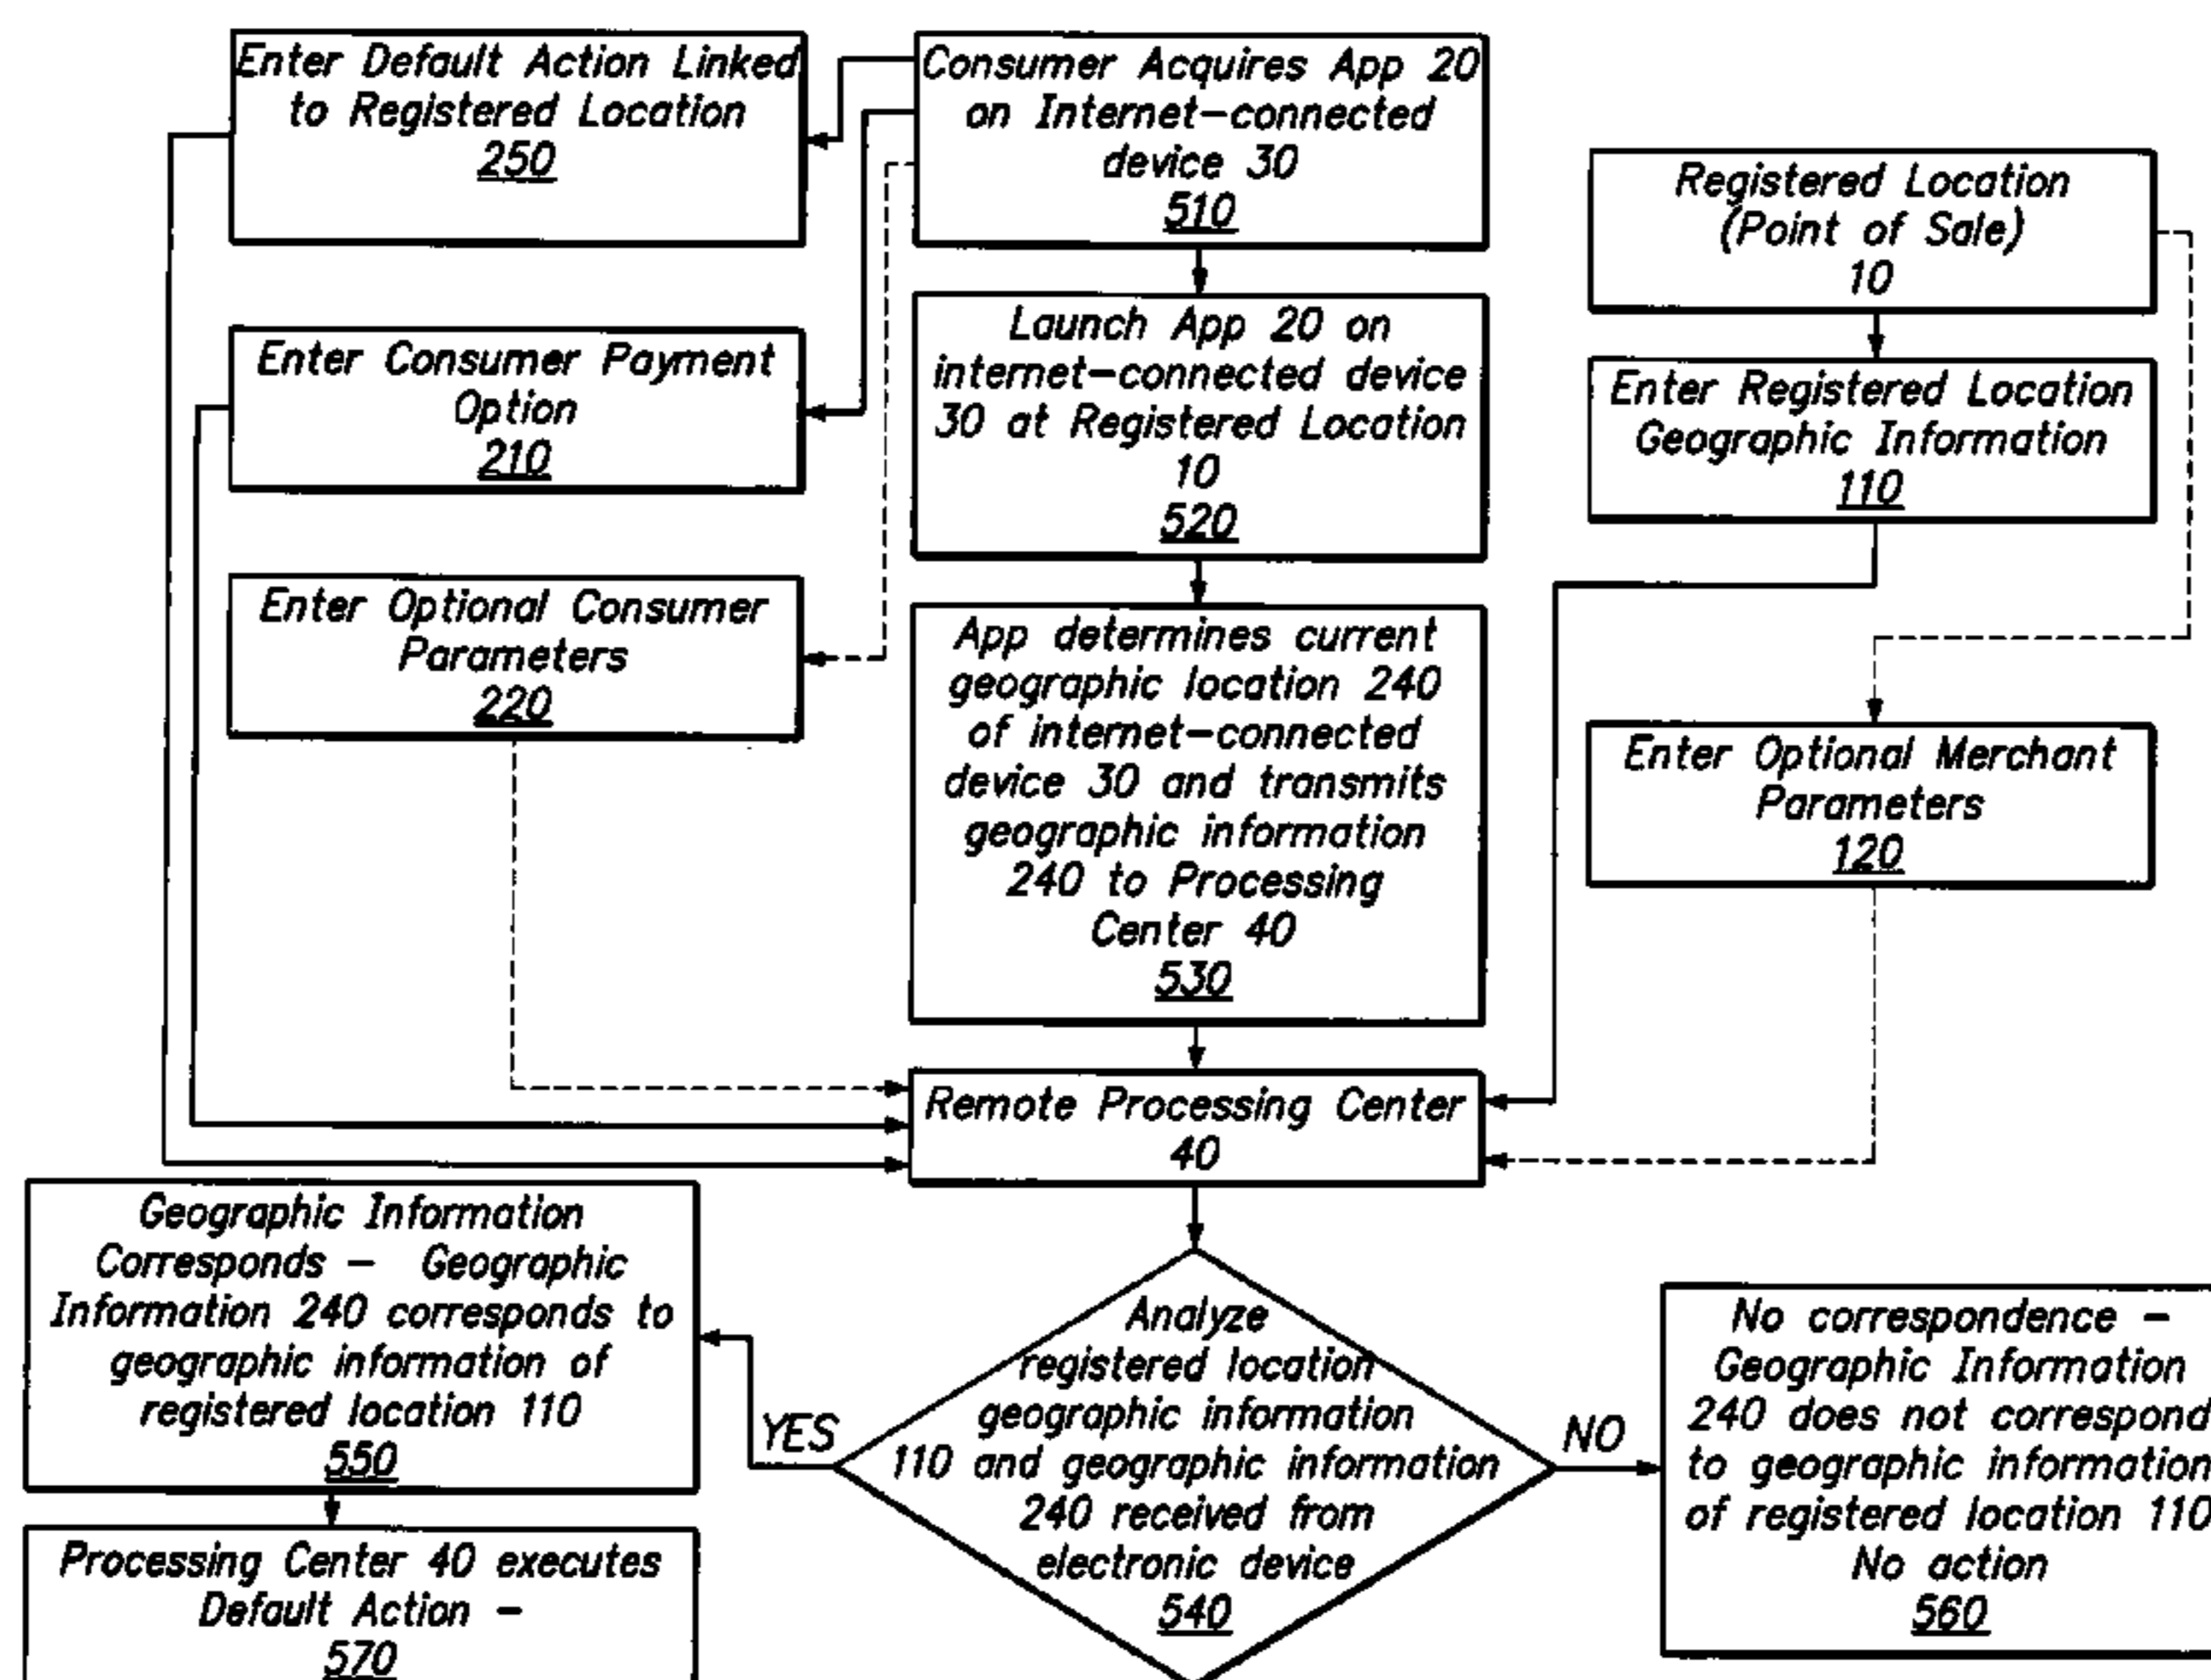 Enter Default Action Linked
to Registered Location
250
Consumer Acquires App 20
on Internet-connected
device 30
510
Registered Location
(Point of Sale)
10
Enter Consumer Payment
Option
210
Launch App 20 on
internet-connected device
30 at Registered Location
10
520
Enter Registered Location
Geographic Information
110
Enter Optional Consumer
Parameters
220
App determines current
geographic location 240
of internet-connected
device 30 and transmits
geographic information
240 to Processing
Center 40
530
Enter Optional Merchant
Parameters
120
Remote Processing Center
40
Geographic Information
Corresponds - Geographic
Information 240 corresponds to
geographic information of
registered location 110
550
YES
Analyze
registered location
geographic information
110 and geographic information
240 received from
electronic device
540
NO
No correspondence -
Geographic Information
240 does not correspond
to geographic information
of registered location 110
No action
560
Processing Center 40 executes
Default Action -
570